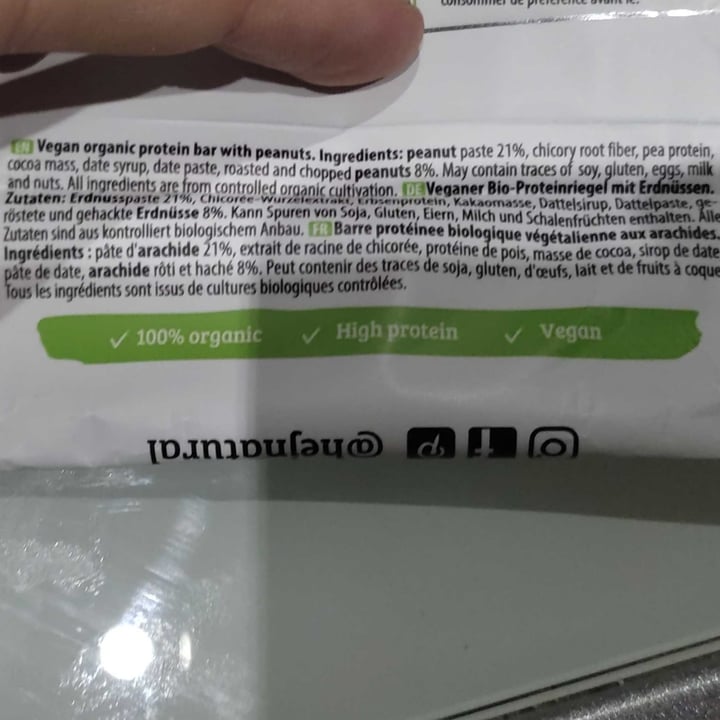 consommer de préférence avant le:
EN Vegan organic protein bar with peanuts. Ingredients: peanut paste 21%, chicory root fiber, pea protein,
cocoa mass, date syrup, date paste, roasted and chopped peanuts 8%. May contain traces of soy, gluten, eggs, milk
and nuts. All ingredients are from controlled organic cultivation. DE Veganer Bio-Proteinriegel mit Erdnüssen.
Zutaten: Erdnusspaste 21%, Chicorée-Wurzelextrakt, Erbsenprotein, Kakaomasse, Dattelsirup, Dattelpaste, ge-
röstete und gehackte Erdnüsse 8%. Kann Spuren von Soja, Gluten, Eiern, Milch und Schalenfrüchten enthalten. Alle
Zutaten sind aus kontrolliert biologischem Anbau. FR Barre protéinee biologique végétalienne aux arachides.
Ingrédients : pâte d'arachide 21%, extrait de racine de chicorée, protéine de pois, masse de cocoa, sirop de date
pâte de date, arachide rôti et haché 8%. Peut contenir des traces de soja, gluten, d'œufs, lait et de fruits à coque
Tous les ingrédients sont issus de cultures biologiques contrôlées.
✓ 100% organic ✓ High protein ✓ Vegan
@hejnatural